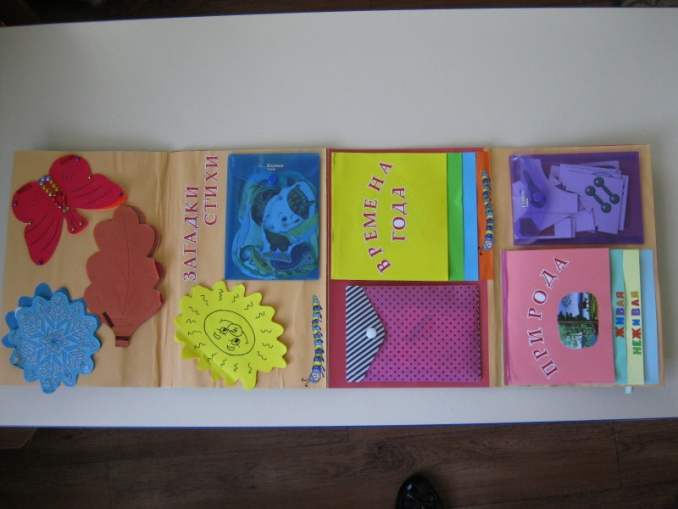 ЗАГАДКИ
СТИХИ
ВРЕМЕНА
ГОДА
ПРИРОДА
ЖИВАЯ
НЕЖИВАЯ